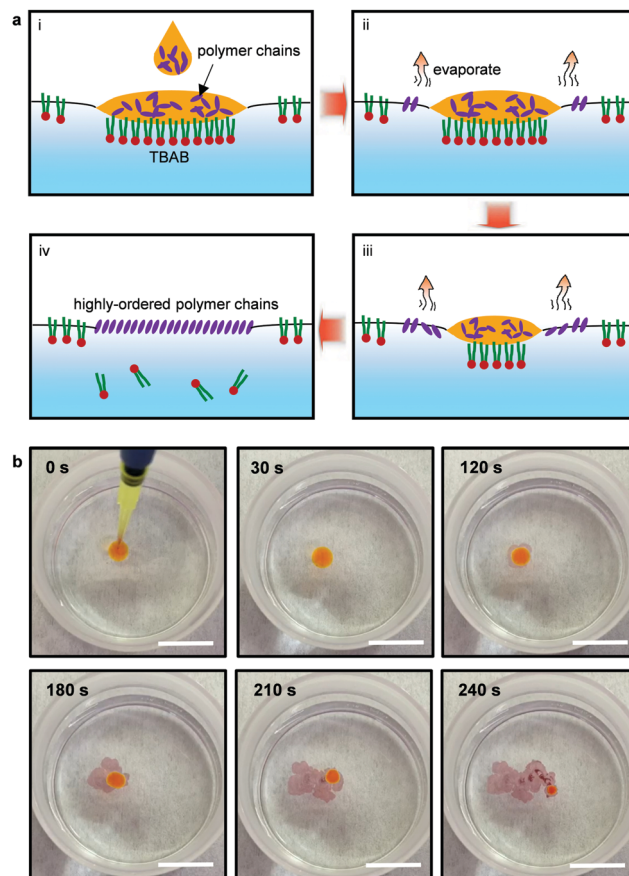 a
i
polymer chains
TBAB
ii
evaporate
iv
highly-ordered polymer chains
iii
b
0 s
30 s
120 s
180 s
210 s
240 s